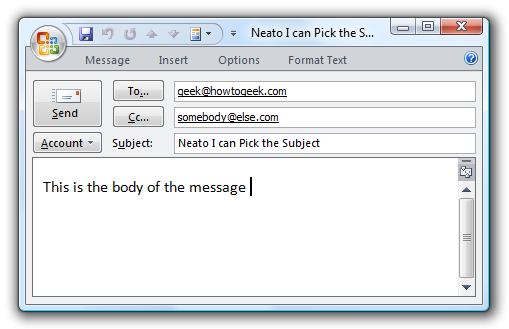 Neato I can Pick the S...
Message Insert Options Format Text
To... geek@howtogeek.com
Send
Cc... somebody@else.com
Account Subject: Neato I can Pick the Subject
This is the body of the message